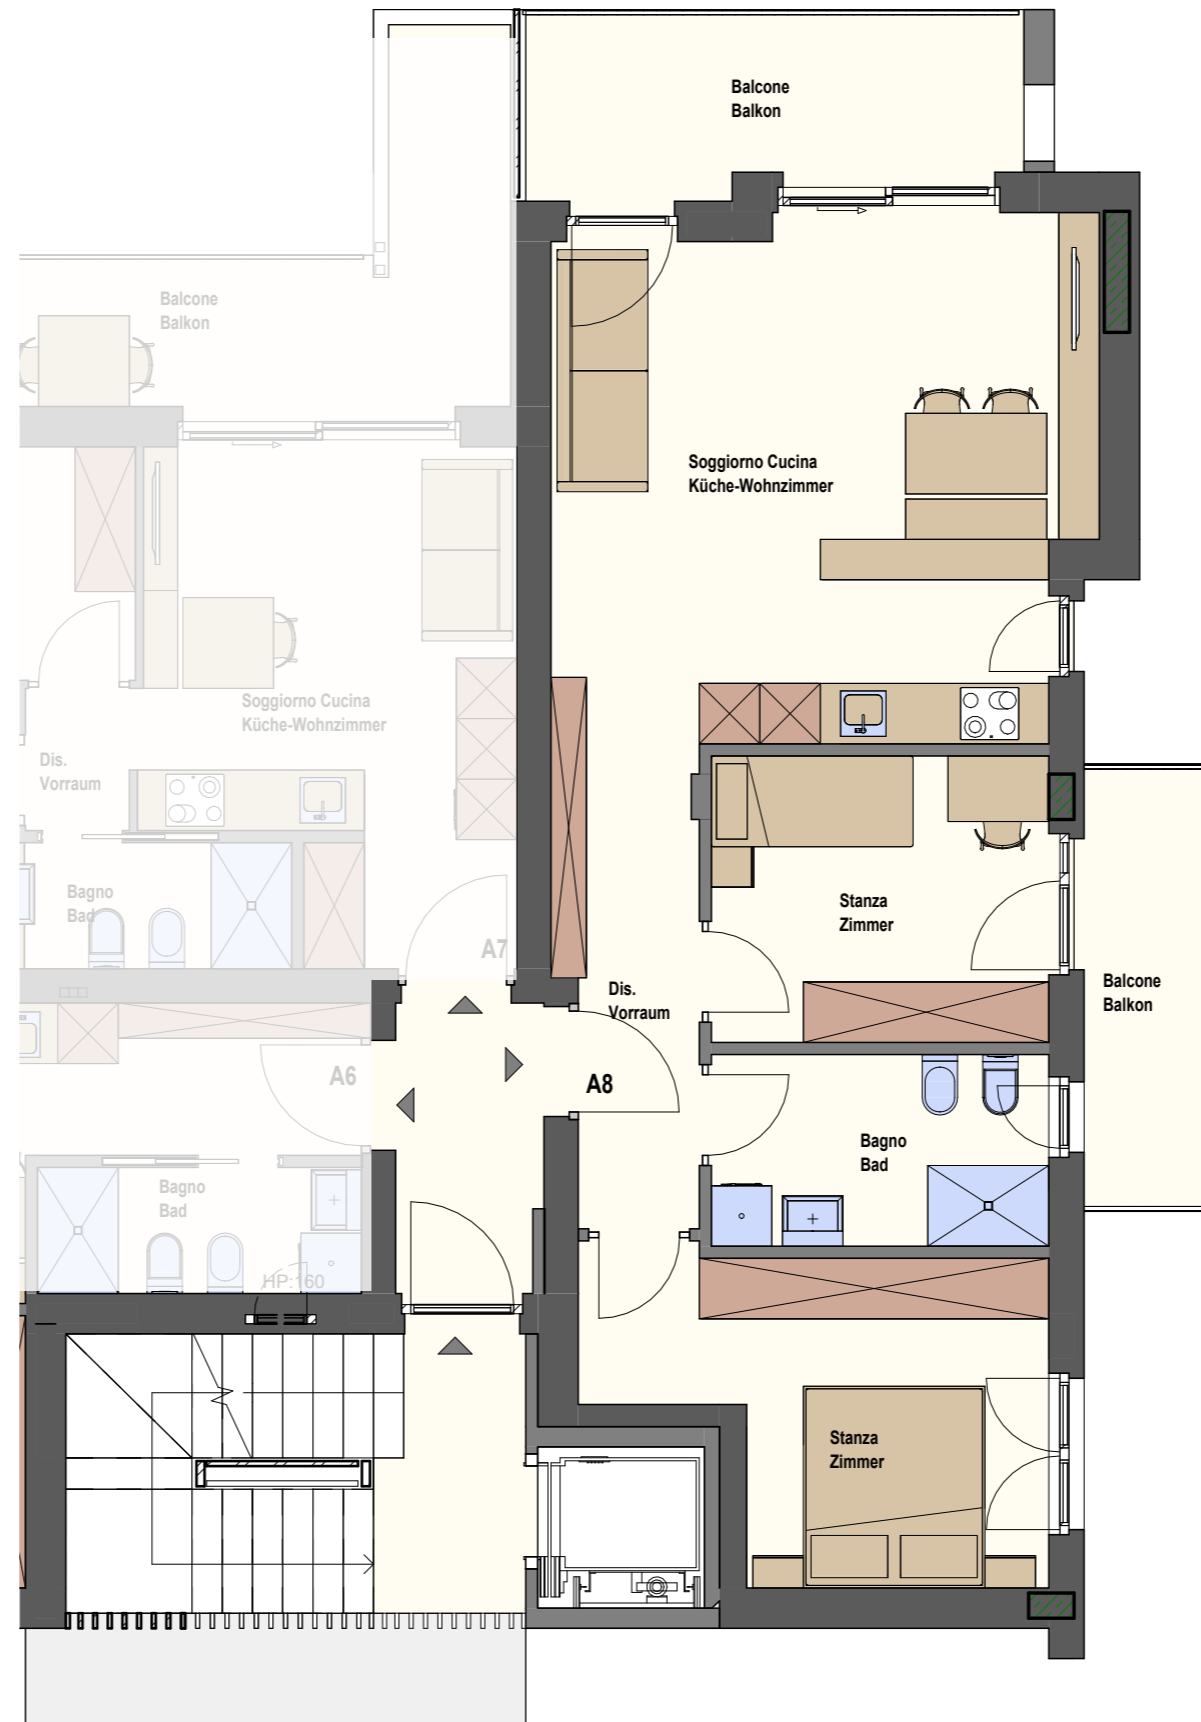 Balcone
Balkon
Balcone
Balkon
Soggiorno Cucina
Küche-Wohnzimmer
Soggiorno Cucina
Küche-Wohnzimmer
Dis.
Vorraum
Bagno
Bad
Stanza
Zimmer
A7
Dis.
Vorraum
Balcone
Balkon
A6
A8
Bagno
Bad
Bagno
Bad
HP:160
Stanza
Zimmer